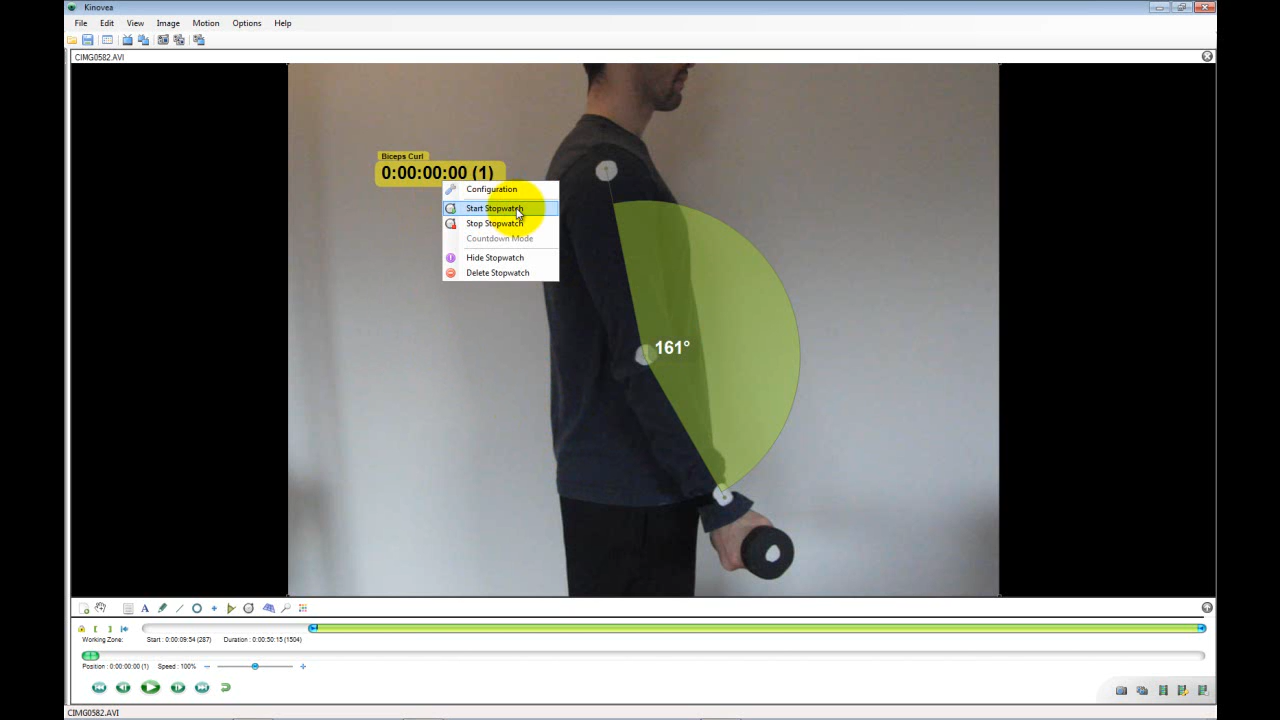 Kinovea
File Edit View Image Motion Options Help
CIMG0582.AVI
Biceps Curl
0:00:00:00 (1)
Configuration
Start Stopwatch
Stop Stopwatch
Countdown Mode
Hide Stopwatch
Delete Stopwatch
161°
A
Working Zone: Start : 0:00:09:54 (287) Duration : 0:00:50:15 (1504)
Position : 0:00:00:00 (1) Speed : 100%
CIMG0582.AVI